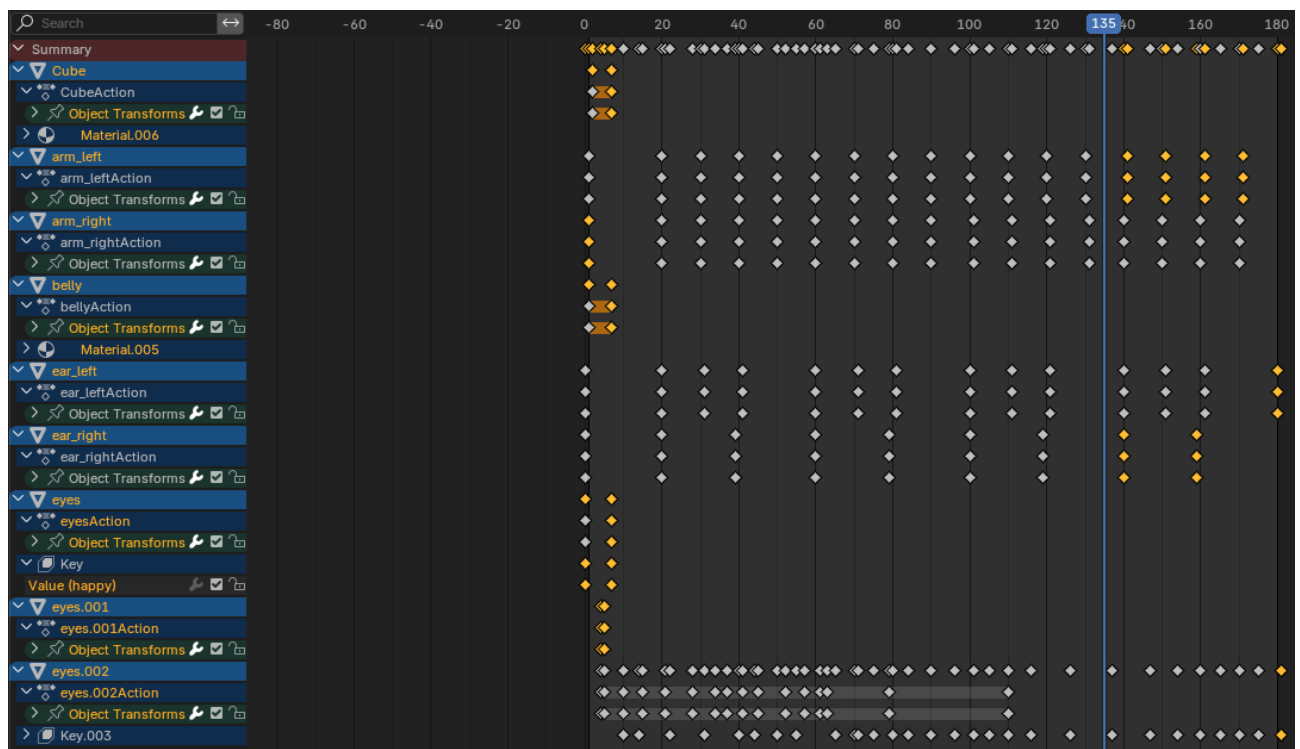 Search -80 -60 -40 -20 0 20 40 60 80 100 120 135 40 160 180
Summary
Cube
CubeAction
Object Transforms
Material.006
arm_left
arm_leftAction
Object Transforms
arm_right
arm_rightAction
Object Transforms
belly
bellyAction
Object Transforms
Material.005
ear_left
ear_leftAction
Object Transforms
ear_right
ear_rightAction
Object Transforms
eyes
eyesAction
Object Transforms
Key
Value (happy)
eyes.001
eyes.001Action
Object Transforms
eyes.002
eyes.002Action
Object Transforms
Key.003